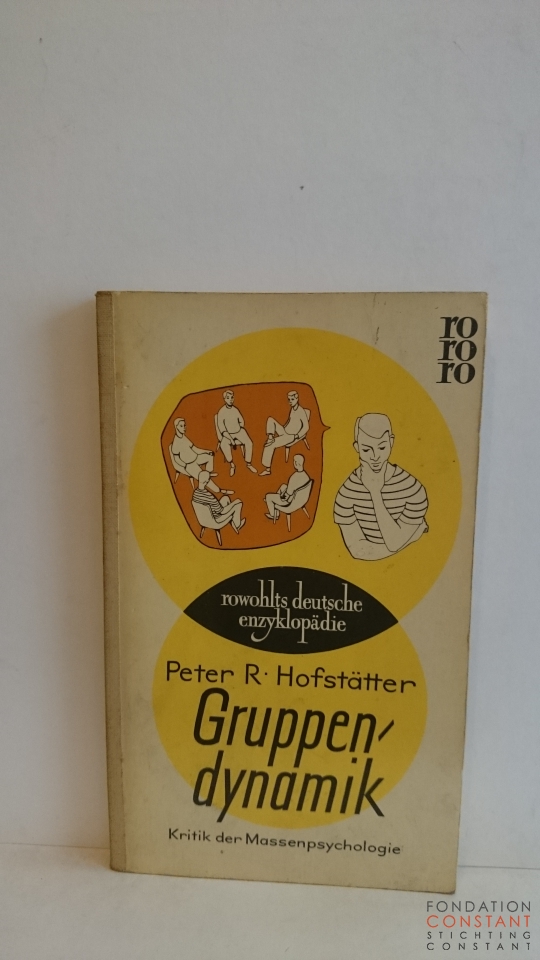 ro
ro
ro
rowohlts deutsche
enzyklopädie
Peter R· Hofstätter
Gruppen-
dynamik
Kritik der Massenpsychologie
FONDATION
CONSTANT
STICHTING
CONSTANT